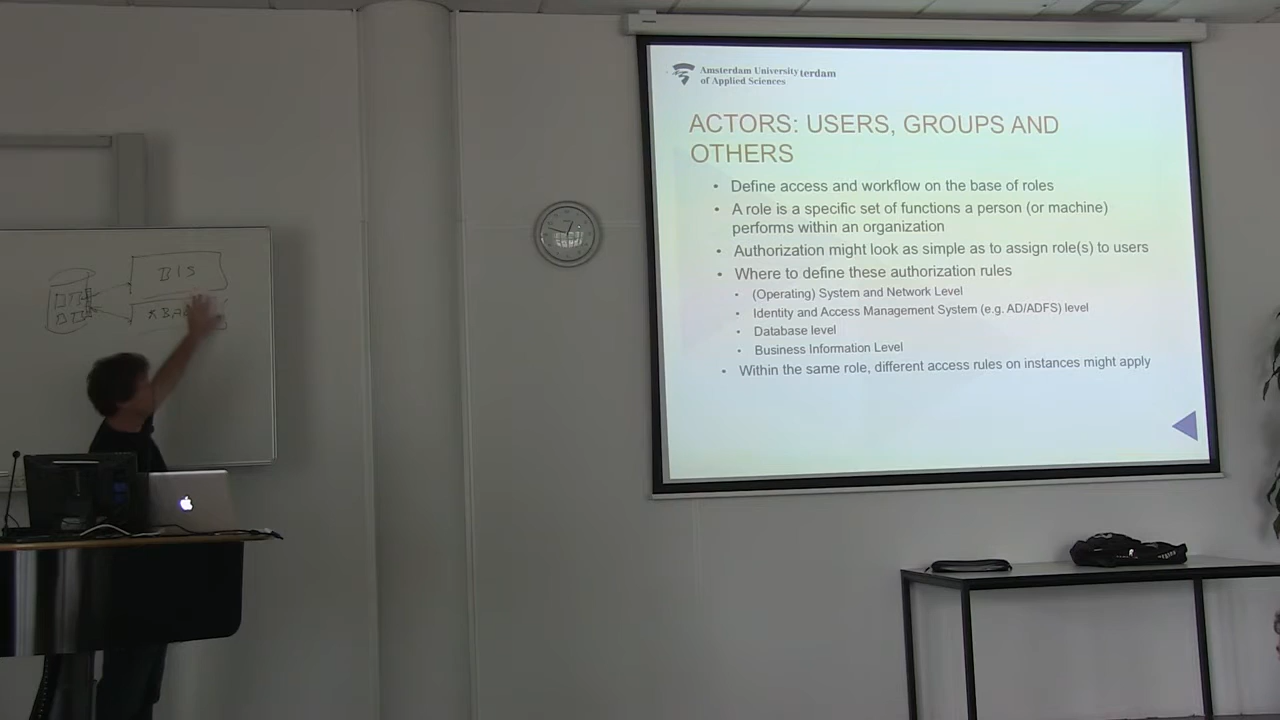 BIS
Amsterdam University terdam
of Applied Sciences
ACTORS: USERS, GROUPS AND
OTHERS
• Define access and workflow on the base of roles
• A role is a specific set of functions a person (or machine)
performs within an organization
• Authorization might look as simple as to assign role(s) to users
• Where to define these authorization rules
• (Operating) System and Network Level
• Identity and Access Management System (e.g. AD/ADFS) level
• Database level
• Business Information Level
• Within the same role, different access rules on instances might apply